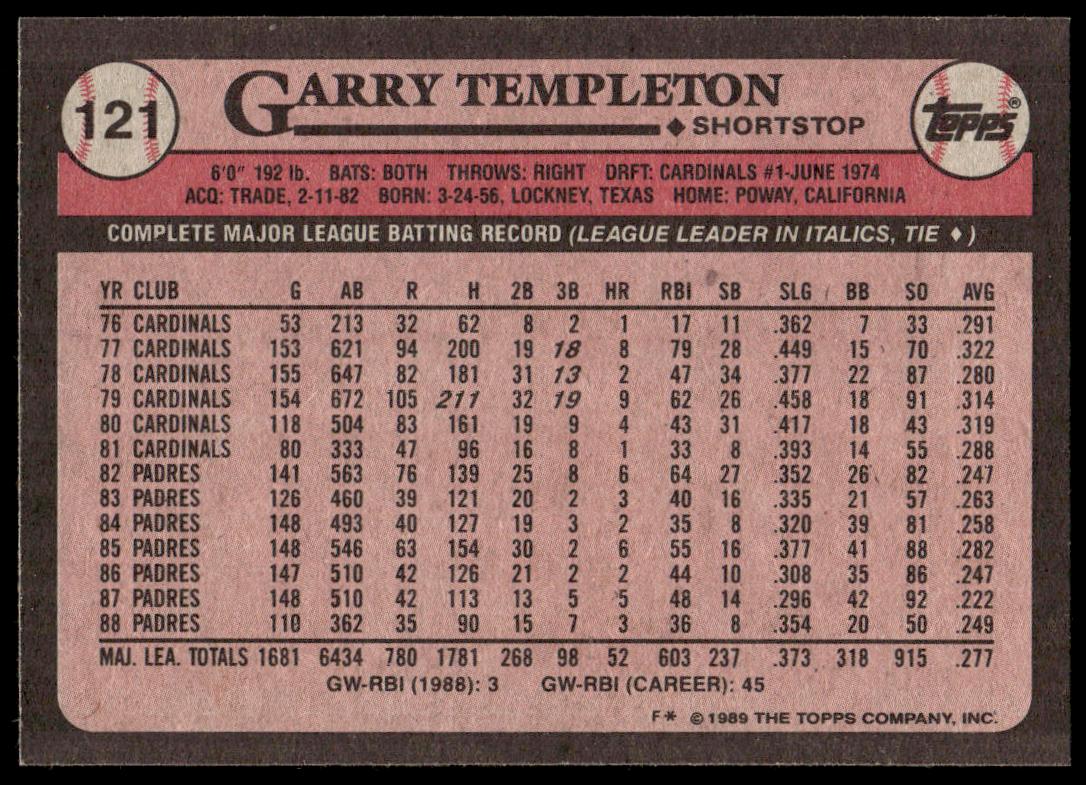 121
GARRY TEMPLETON
◆ SHORTSTOP
topps®
6'0" 192 lb. BATS: BOTH THROWS: RIGHT DRFT: CARDINALS #1-JUNE 1974
ACQ: TRADE, 2-11-82 BORN: 3-24-56, LOCKNEY, TEXAS HOME: POWAY, CALIFORNIA
COMPLETE MAJOR LEAGUE BATTING RECORD (LEAGUE LEADER IN ITALICS, TIE ♦)
YR CLUB G AB R H 2B 3B HR RBI SB SLG BB SO AVG
76 CARDINALS 53 213 32 62 8 2 1 17 11 .362 7 33 .291
77 CARDINALS 153 621 94 200 19 18 8 79 28 .449 15 70 .322
78 CARDINALS 155 647 82 181 31 13 2 47 34 .377 22 87 .280
79 CARDINALS 154 672 105 211 32 19 9 62 26 .458 18 91 .314
80 CARDINALS 118 504 83 161 19 9 4 43 31 .417 18 43 .319
81 CARDINALS 80 333 47 96 16 8 1 33 8 .393 14 55 .288
82 PADRES 141 563 76 139 25 8 6 64 27 .352 26 82 .247
83 PADRES 126 460 39 121 20 2 3 40 16 .335 21 57 .263
84 PADRES 148 493 40 127 19 3 2 35 8 .320 39 81 .258
85 PADRES 148 546 63 154 30 2 6 55 16 .377 41 88 .282
86 PADRES 147 510 42 126 21 2 2 44 10 .308 35 86 .247
87 PADRES 148 510 42 113 13 5 5 48 14 .296 42 92 .222
88 PADRES 110 362 35 90 15 7 3 36 8 .354 20 50 .249
MAJ. LEA. TOTALS 1681 6434 780 1781 268 98 52 603 237 .373 318 915 .277
GW-RBI (1988): 3 GW-RBI (CAREER): 45
F* © 1989 THE TOPPS COMPANY, INC.